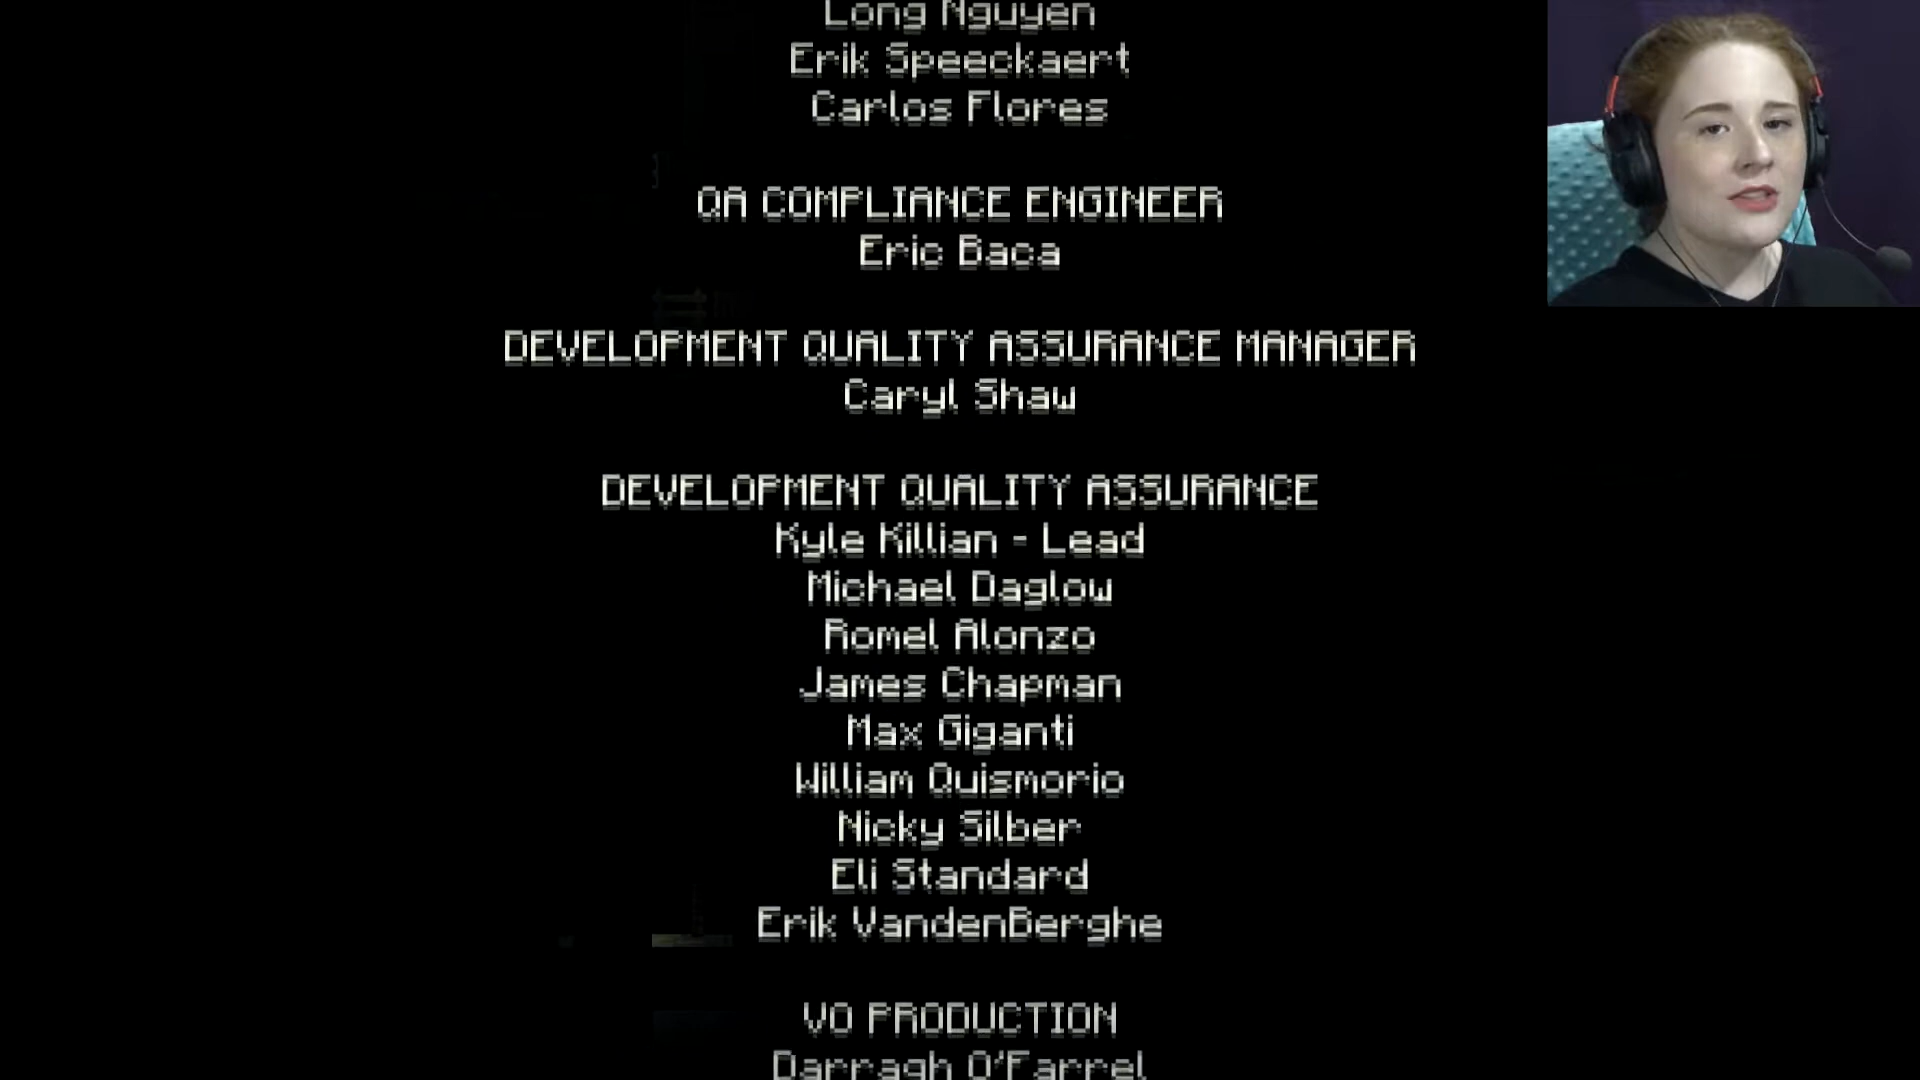 Long Nguyen
Erik Speeckaert
Carlos Flores
QA COMPLIANCE ENGINEER
Eric Baca
DEVELOPMENT QUALITY ASSURANCE MANAGER
Caryl Shaw
DEVELOPMENT QUALITY ASSURANCE
Kyle Killian - Lead
Michael Daglow
Romel Alonzo
James Chapman
Max Giganti
William Quismorio
Nicky Silber
Eli Standard
Erik VandenBerghe
VO PRODUCTION
Darragh O'Farrel